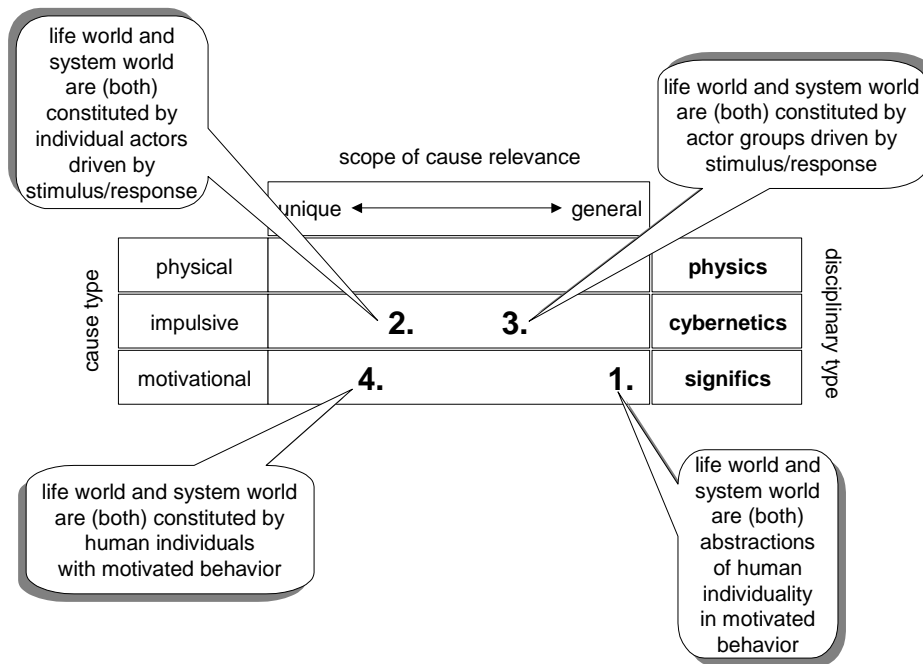 life world and
system world
are (both)
constituted by
individual actors
driven by
stimulus/response
life world and system world
are (both) constituted by
actor groups driven by
stimulus/response
scope of cause relevance
unique
general
cause type
physical
physics
impulsive
2.
3.
cybernetics
motivational
4.
1.
significs
disciplinary type
life world and system world
are (both) constituted by
human individuals
with motivated behavior
life world and
system world
are (both)
abstractions
of human
individuality
in motivated
behavior